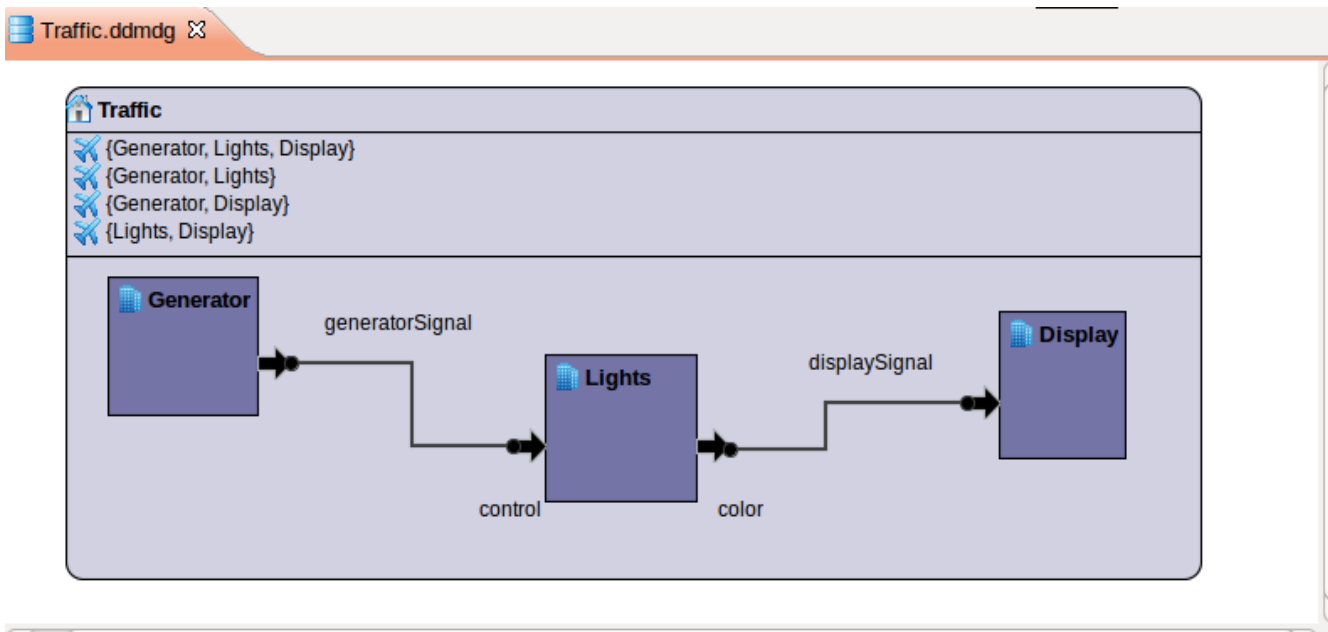 Traffic.ddmdg
Traffic
{Generator, Lights, Display}
{Generator, Lights}
{Generator, Display}
{Lights, Display}
Generator
generatorSignal
Display
displaySignal
Lights
control
color